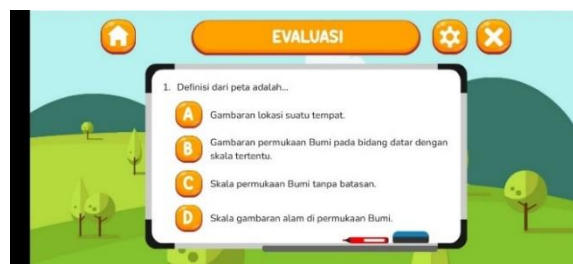 EVALUASI
1. Definisi dari peta adalah...
A Gambaran lokasi suatu tempat.
B Gambaran permukaan Bumi pada bidang datar dengan
skala tertentu.
C Skala permukaan Bumi tanpa batasan.
D Skala gambaran alam di permukaan Bumi.